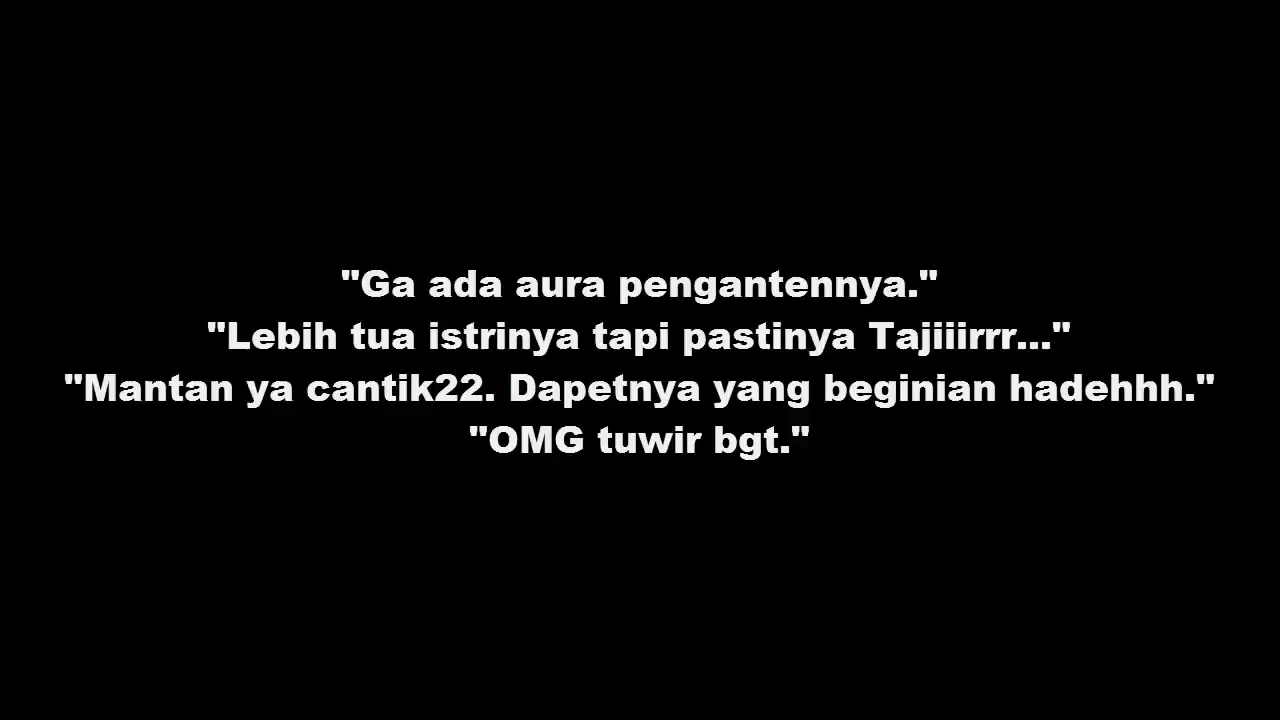 "Ga ada aura pengantennya."
"Lebih tua istrinya tapi pastinya Tajiiirrr..."
"Mantan ya cantik22. Dapetnya yang beginian hadehhh."
"OMG tuwir bgt."